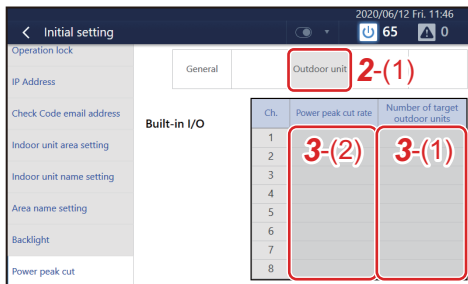 2020/06/12 Fri. 11:46
Initial setting
65
0
Operation lock
IP Address
Check Code email address
Indoor unit area setting
Indoor unit name setting
Area name setting
Backlight
Power peak cut
General
Outdoor unit
2-(1)
Built-in I/O
Ch.
Power peak cut rate
Number of target
outdoor units
1
2
3
4
5
6
7
8
3-(2)
3-(1)